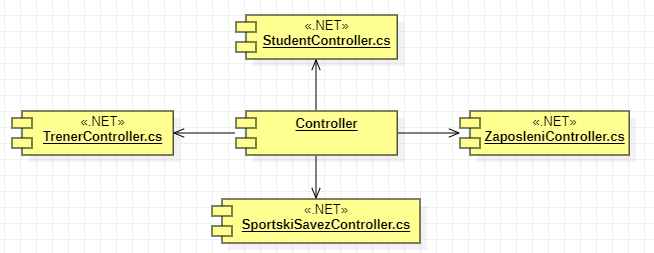 «.NET»
StudentController.cs
«.NET»
TrenerController.cs
Controller
«.NET»
ZaposleniController.cs
«.NET»
SportskiSavezController.cs